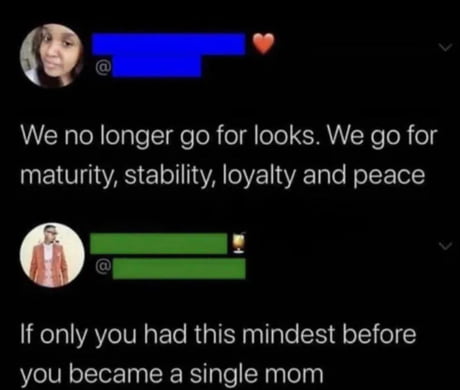 @
We no longer go for looks. We go for
maturity, stability, loyalty and peace
@
If only you had this mindest before
you became a single mom